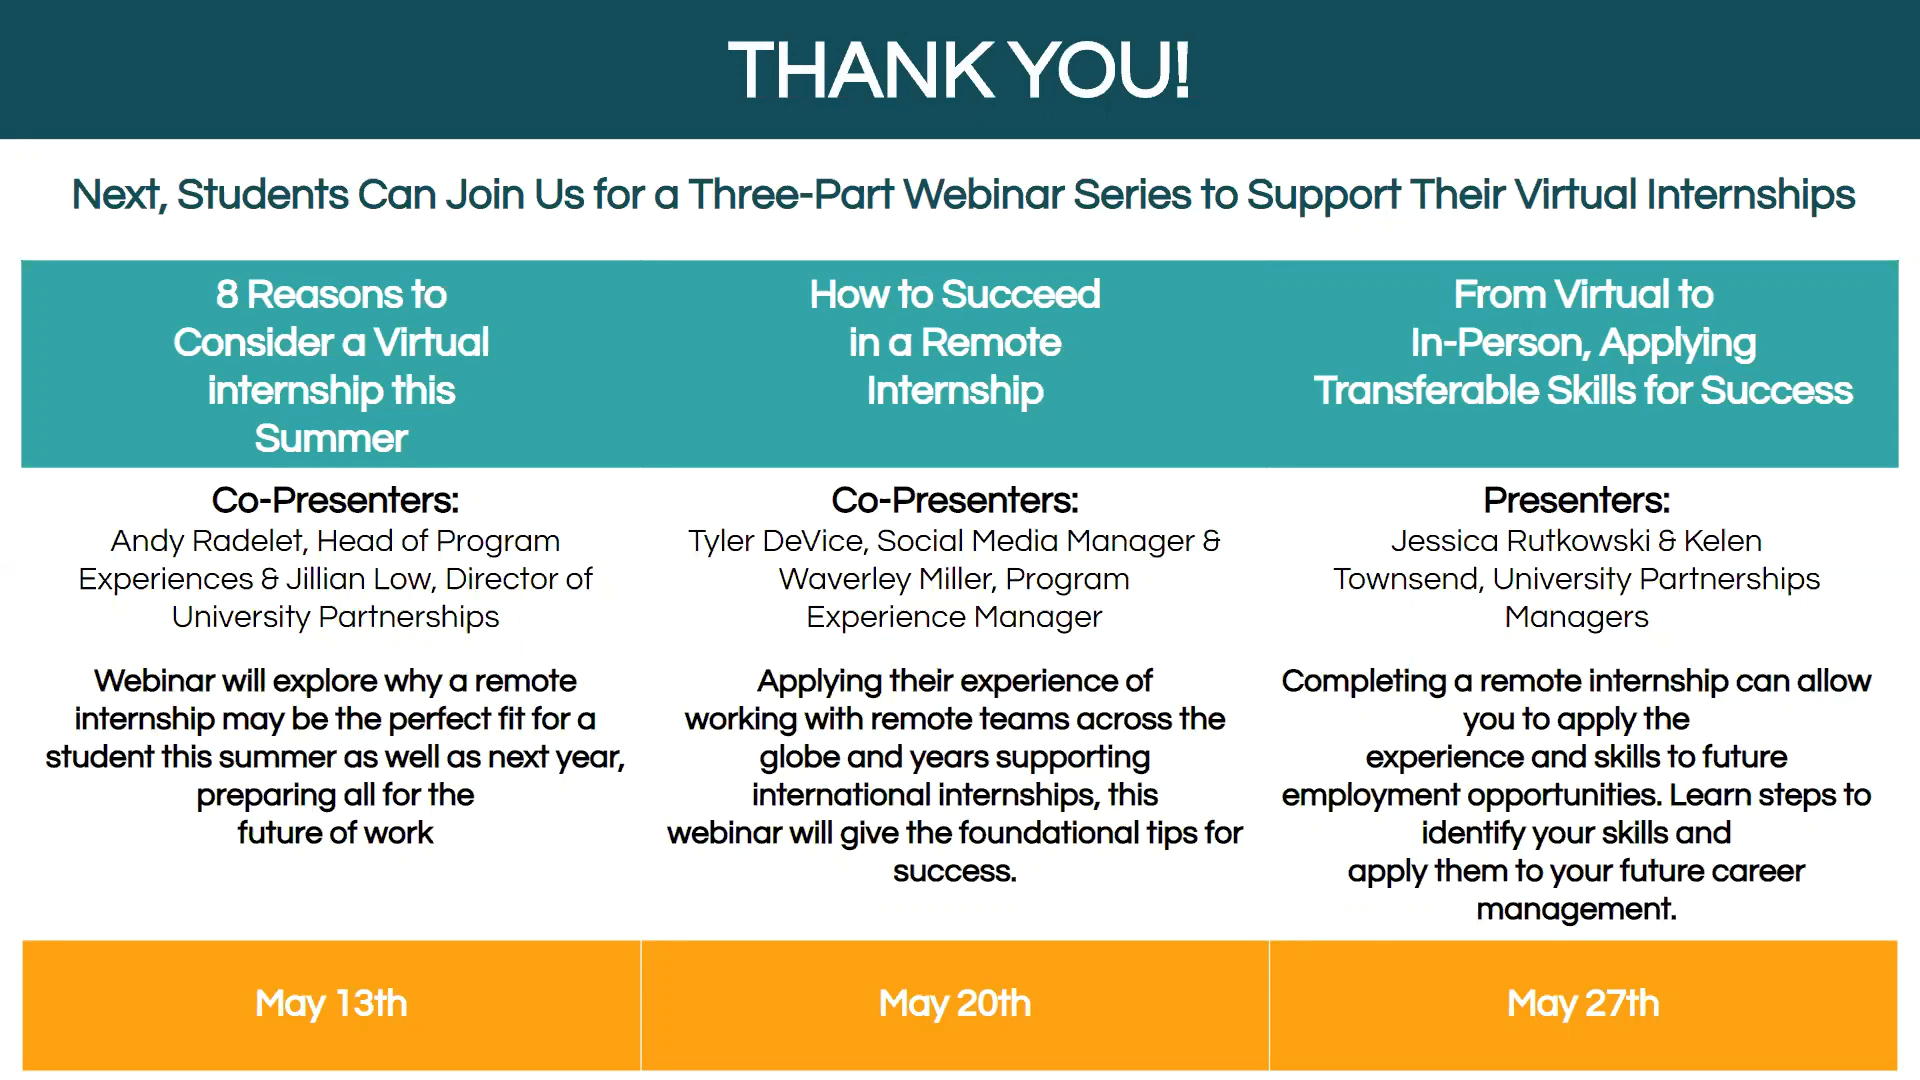 THANK YOU!
Next, Students Can Join Us for a Three-Part Webinar Series to Support Their Virtual Internships
8 Reasons to
Consider a Virtual
internship this
Summer
How to Succeed
in a Remote
Internship
From Virtual to
In-Person, Applying
Transferable Skills for Success
Co-Presenters:
Andy Radelet, Head of Program
Experiences & Jillian Low, Director of
University Partnerships
Webinar will explore why a remote
internship may be the perfect fit for a
student this summer as well as next year,
preparing all for the
future of work
Co-Presenters:
Tyler DeVice, Social Media Manager &
Waverley Miller, Program
Experience Manager
Applying their experience of
working with remote teams across the
globe and years supporting
international internships, this
webinar will give the foundational tips for
success.
Presenters:
Jessica Rutkowski & Kelen
Townsend, University Partnerships
Managers
Completing a remote internship can allow
you to apply the
experience and skills to future
employment opportunities. Learn steps to
identify your skills and
apply them to your future career
management.
May 13th
May 20th
May 27th